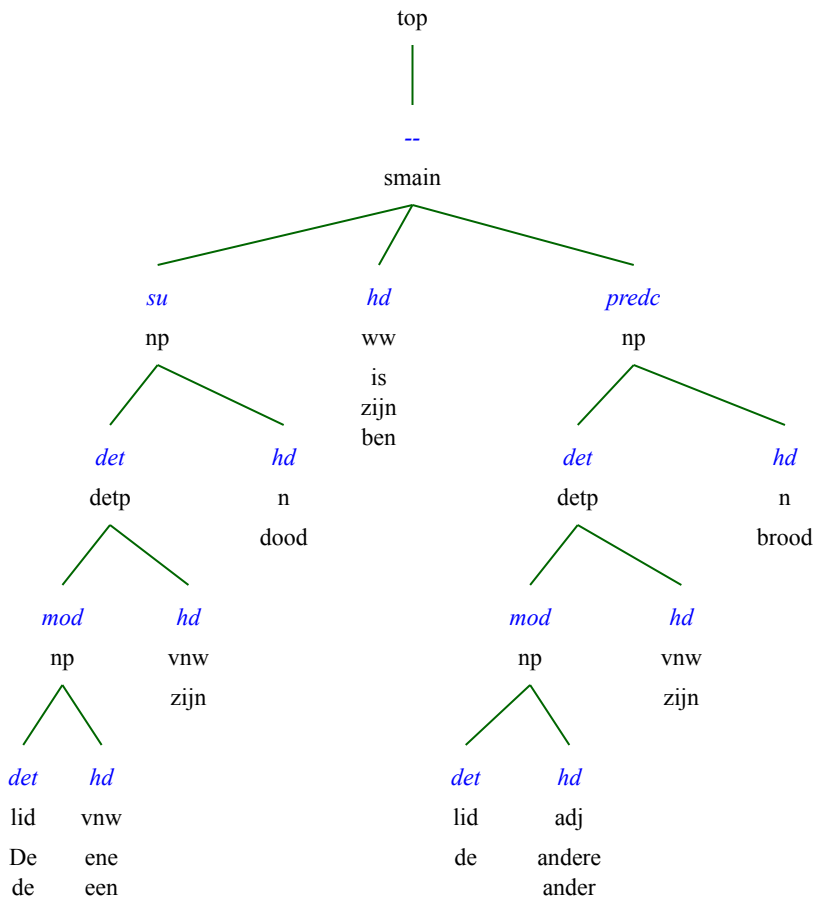 top
--
smain
su hd predc
np ww np
is
zijn
ben
det hd det hd
detp n detp n
dood brood
mod hd mod hd
np vnw np vnw
zijn zijn
det hd det hd
lid vnw lid adj
De ene de andere
de een ander